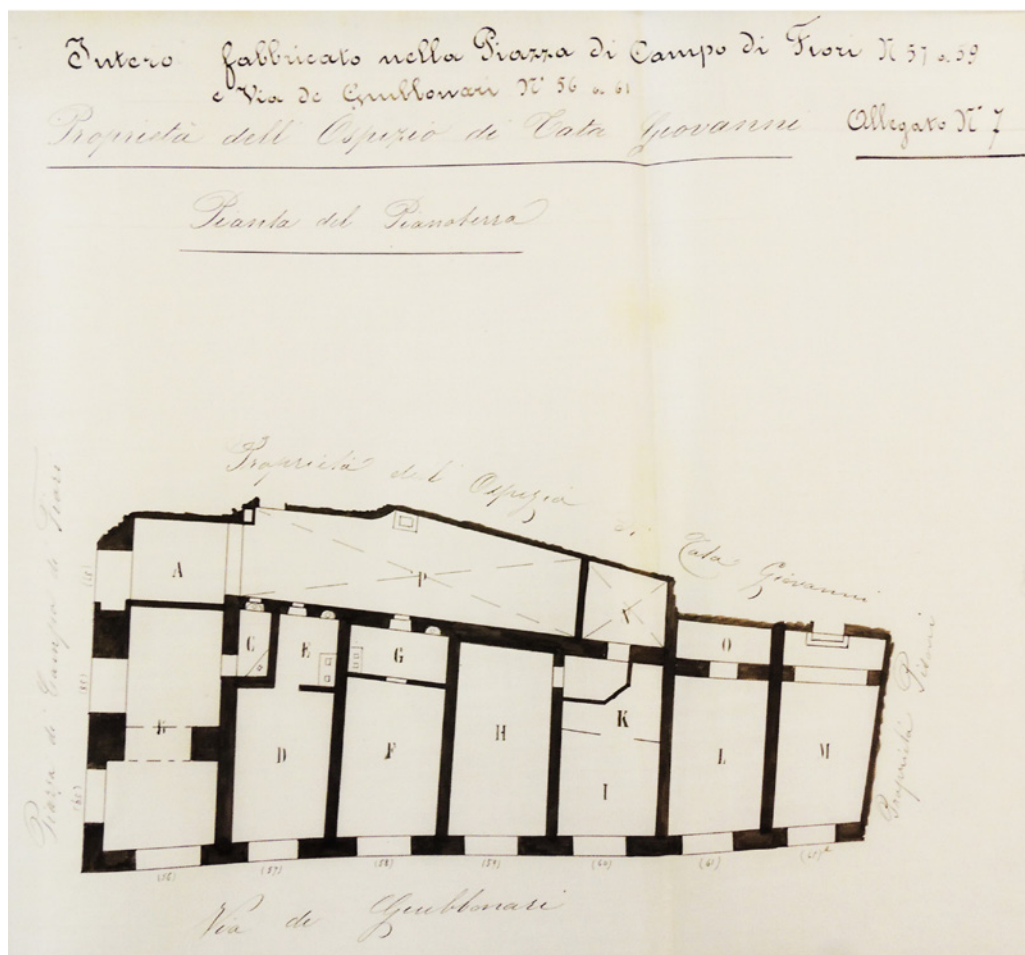 Intero fabbricato nella Piazza di Campo di Fiori N 57 a 59
e Via de Giubbonari N° 56 a 61
Proprietà dell Ospizio di Tata Giovanni Allegato N° 7
Pianta del Pianoterra
Proprietà dell Ospizio di Tata Giovanni
Piazza di Campo di Fiori
A
P
C
E
G
O
K
D
F
H
I
L
M
(56)
(57)
(58)
(59)
(60)
(61)
Via de Giubbonari
Proprietà